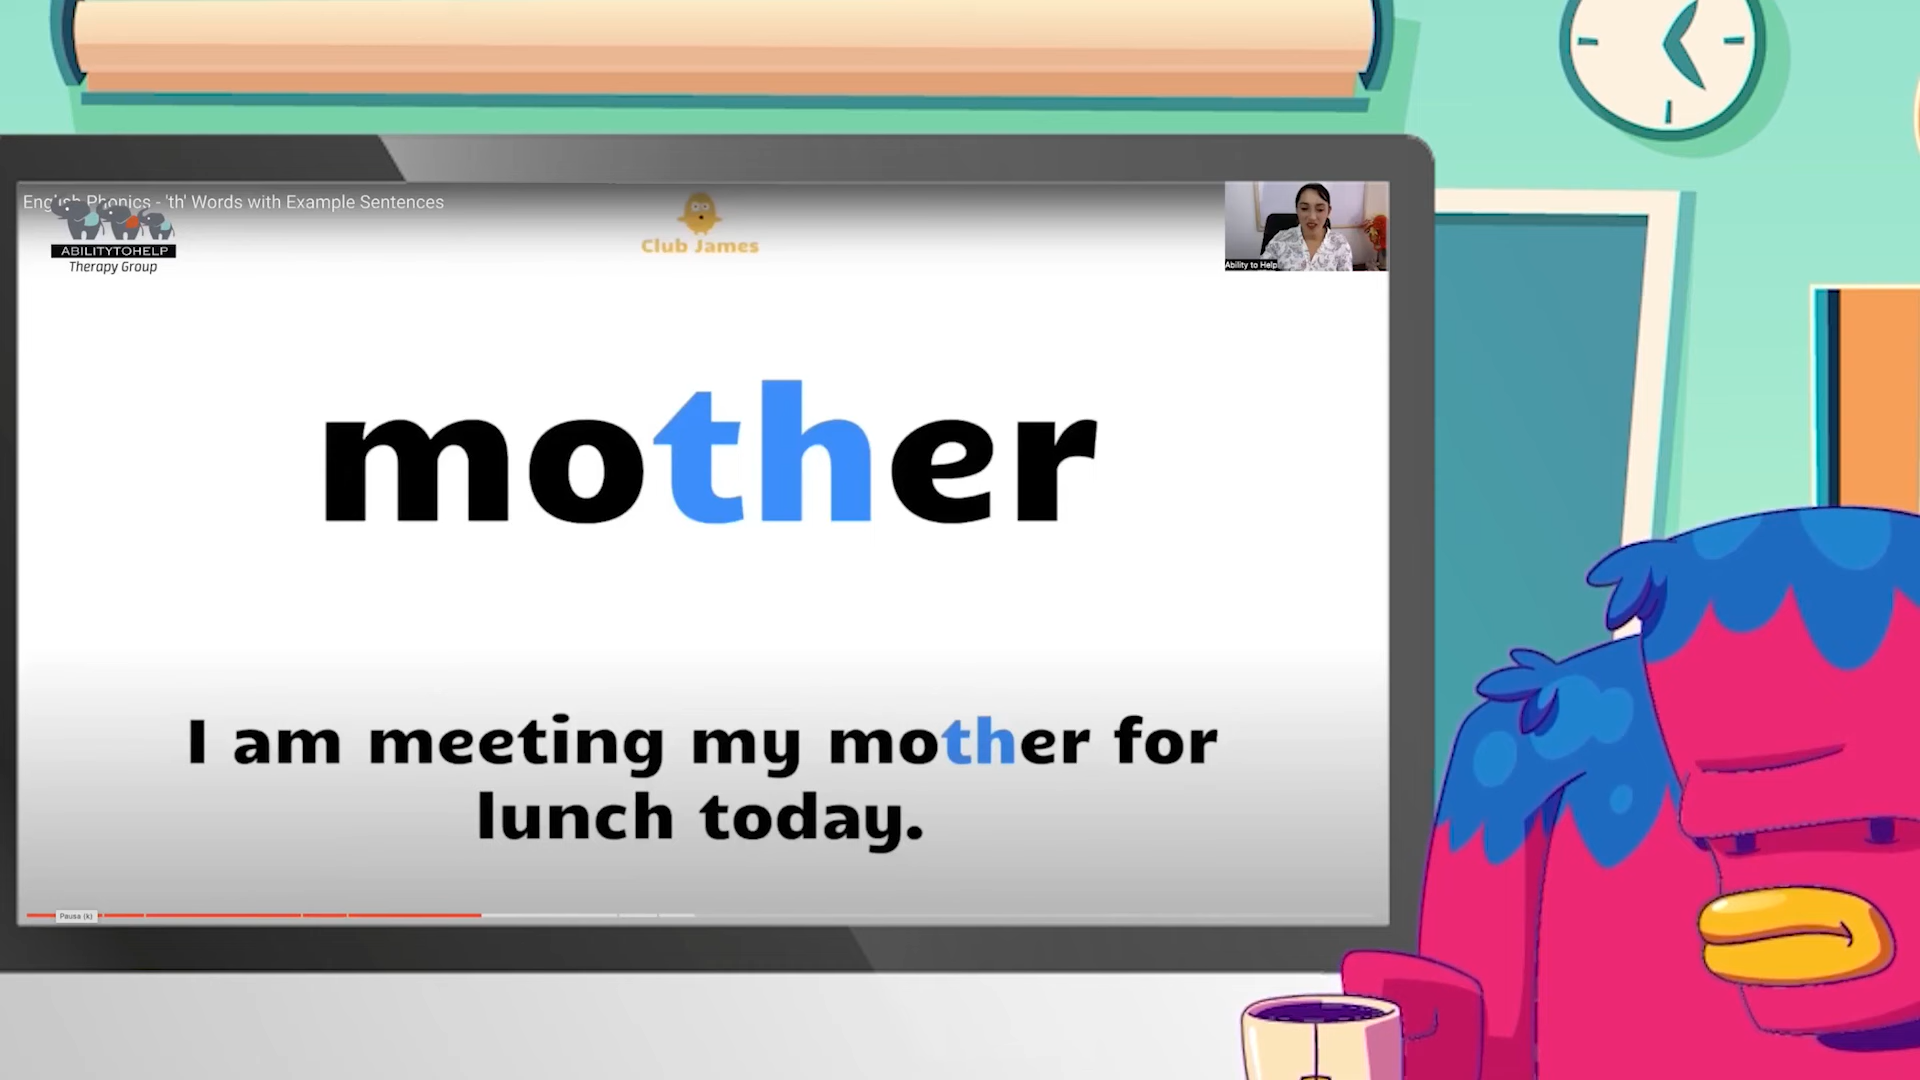 English Phonics - 'th' Words with Example Sentences
ABILITYTOHELP
Therapy Group
Club James
Ability to Help
mother
I am meeting my mother for
lunch today.
Pausa (k)